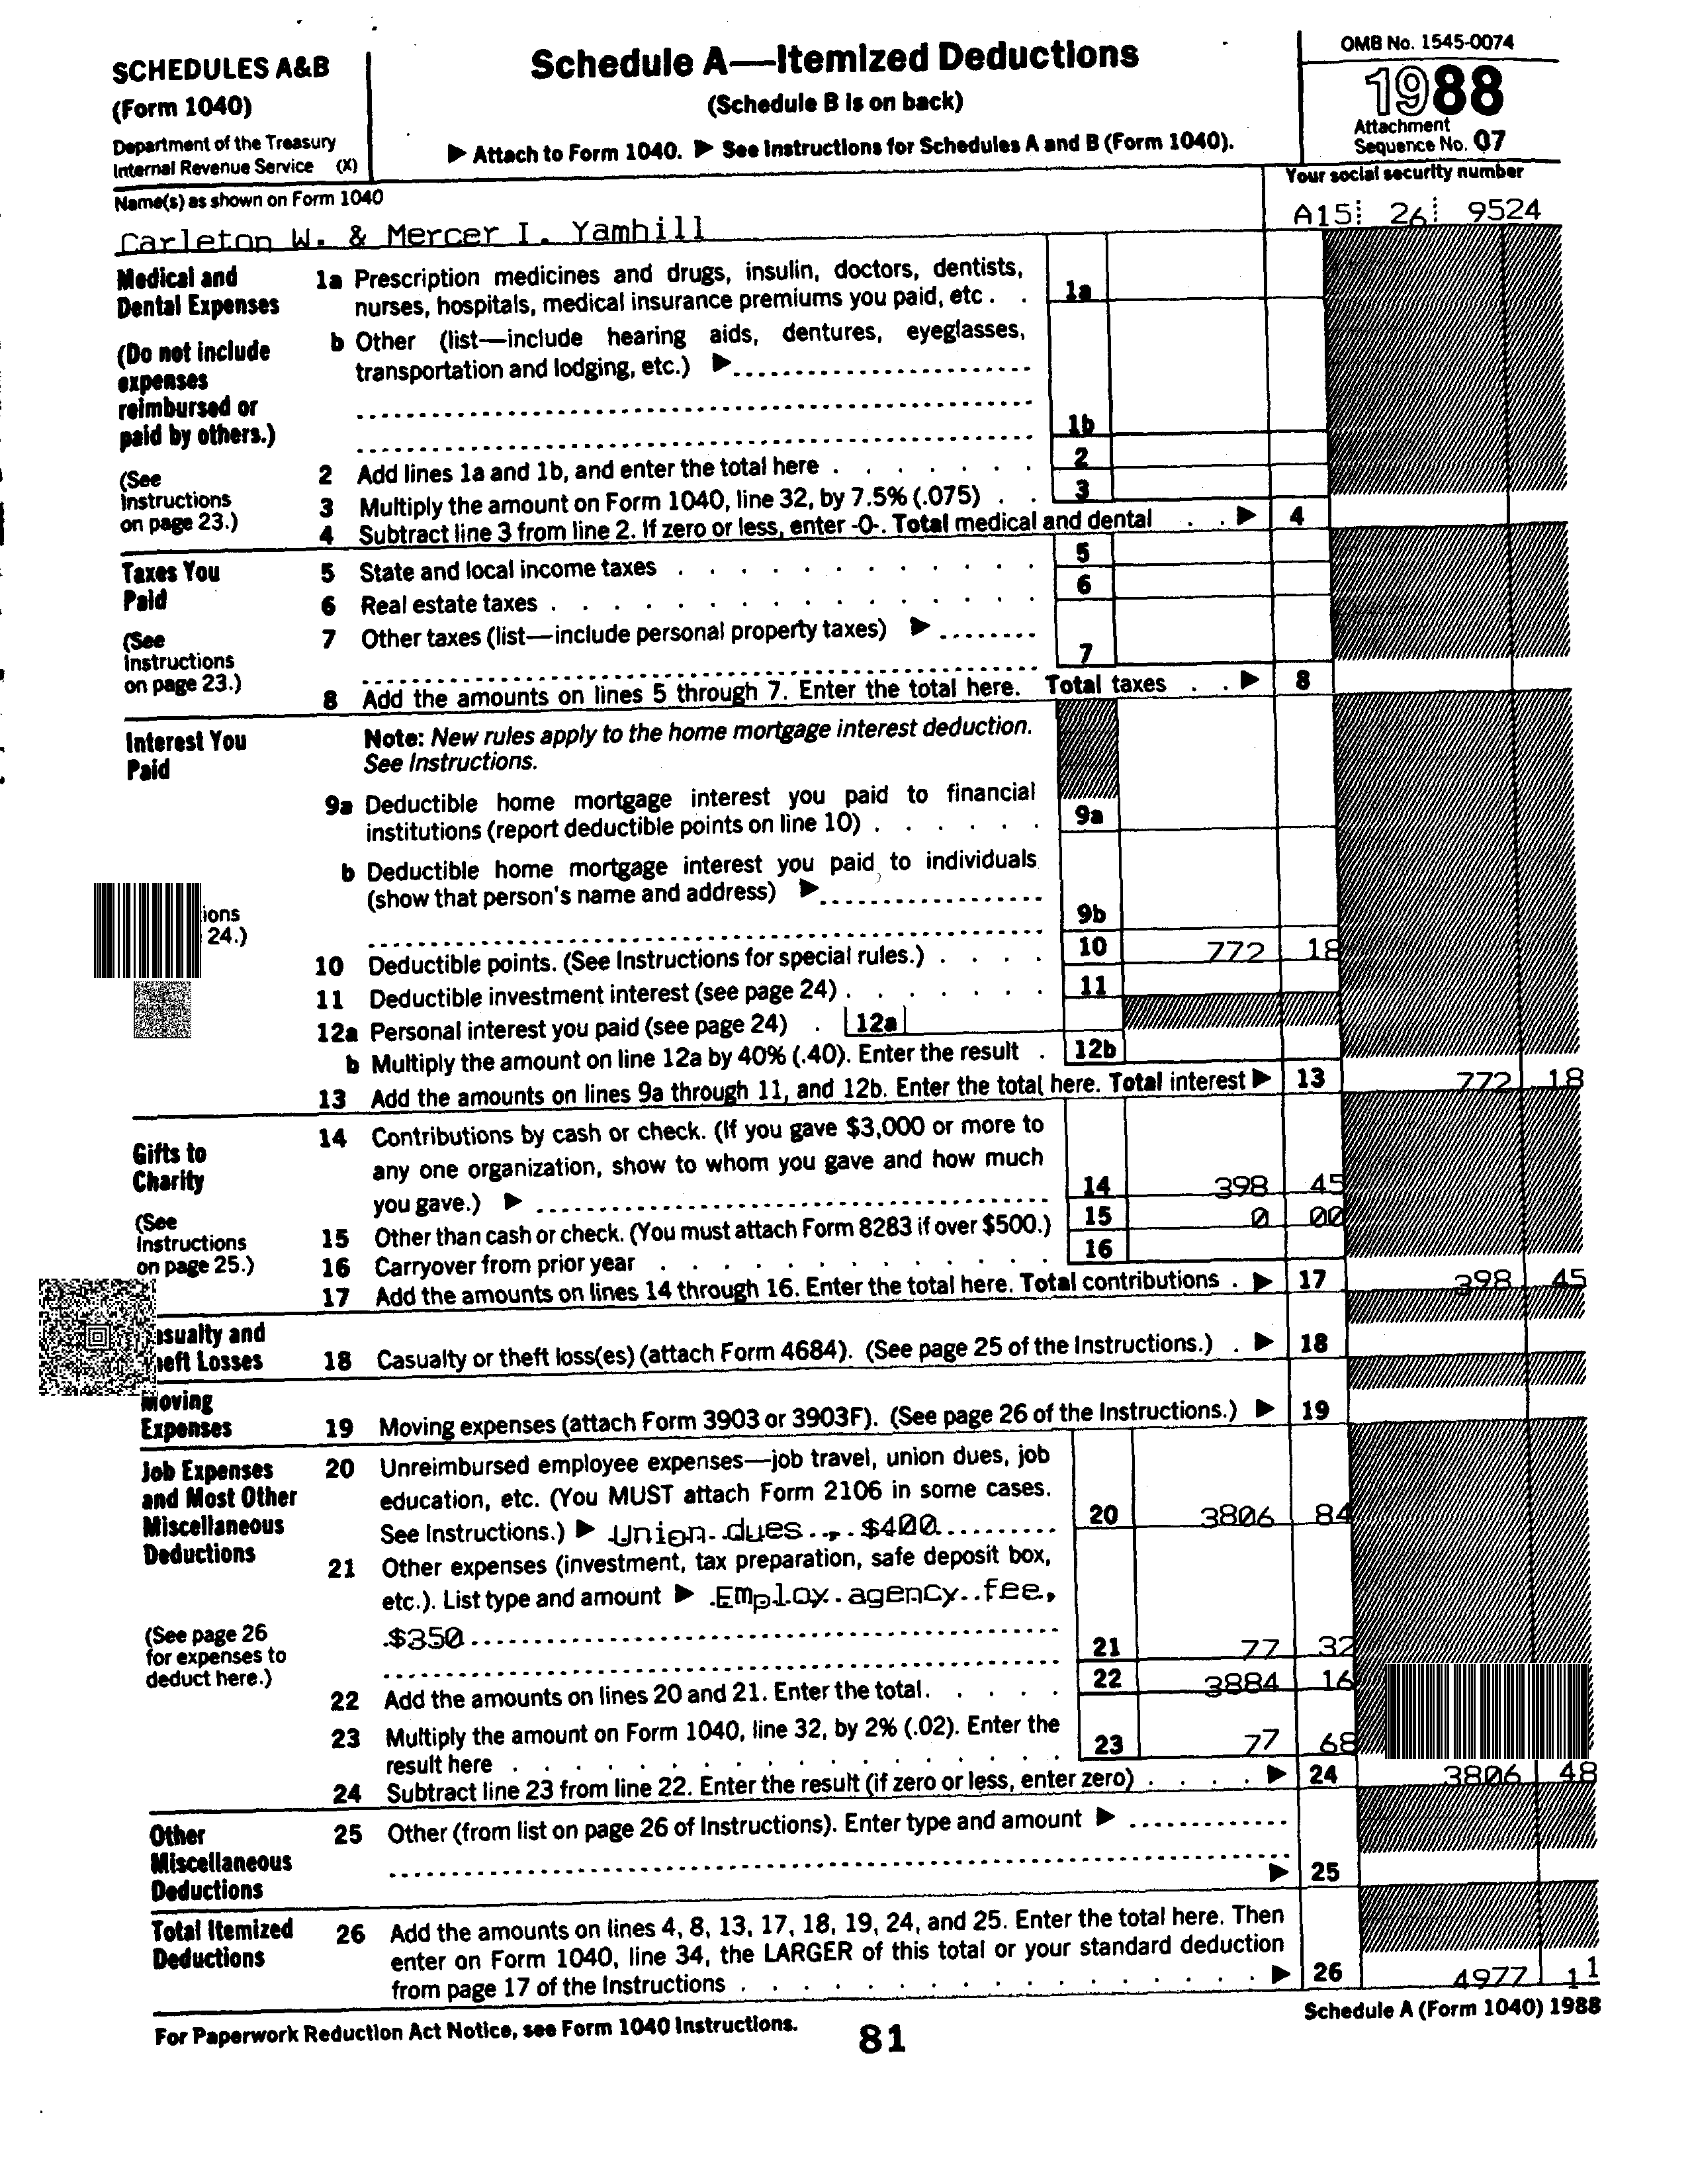 SCHEDULES A&B
(Form 1040)
Department of the Treasury
Internal Revenue Service (X)
Schedule A—Itemized Deductions
(Schedule B is on back)
▶ Attach to Form 1040. ▶ See Instructions for Schedules A and B (Form 1040).
OMB No. 1545-0074
1988
Attachment
Sequence No. 07
Name(s) as shown on Form 1040
Your social security number
Carleton W. & Mercer I. Yamhill
A15 26 9524
Medical and
Dental Expenses
(Do not include
expenses
reimbursed or
paid by others.)
(See
Instructions
on page 23.)
1a Prescription medicines and drugs, insulin, doctors, dentists,
nurses, hospitals, medical insurance premiums you paid, etc . . 1a
b Other (list—include hearing aids, dentures, eyeglasses,
transportation and lodging, etc.) ▶
1b
2 Add lines 1a and 1b, and enter the total here . . . . . . . 2
3 Multiply the amount on Form 1040, line 32, by 7.5% (.075) . . 3
4 Subtract line 3 from line 2. If zero or less, enter -0-. Total medical and dental . . ▶ 4
Taxes You
Paid
(See
Instructions
on page 23.)
5 State and local income taxes . . . . . . . . . . . 5
6 Real estate taxes . . . . . . . . . . . . . . . 6
7 Other taxes (list—include personal property taxes) ▶
7
8 Add the amounts on lines 5 through 7. Enter the total here. Total taxes . . ▶ 8
Interest You
Paid
ions
24.)
Note: New rules apply to the home mortgage interest deduction.
See Instructions.
9a Deductible home mortgage interest you paid to financial
institutions (report deductible points on line 10) . . . . . . 9a
b Deductible home mortgage interest you paid to individuals
(show that person's name and address) ▶
9b
10 Deductible points. (See Instructions for special rules.) . . . . 10 772 18
11 Deductible investment interest (see page 24) . . . . . . . 11
12a Personal interest you paid (see page 24) . 12a
b Multiply the amount on line 12a by 40% (.40). Enter the result . 12b
13 Add the amounts on lines 9a through 11, and 12b. Enter the total here. Total interest ▶ 13 772 18
Gifts to
Charity
(See
Instructions
on page 25.)
14 Contributions by cash or check. (If you gave $3,000 or more to
any one organization, show to whom you gave and how much
you gave.) ▶ 14 398 45
15 Other than cash or check. (You must attach Form 8283 if over $500.) 15 0 00
16 Carryover from prior year . . . . . . . . . . . . 16
17 Add the amounts on lines 14 through 16. Enter the total here. Total contributions . ▶ 17 398 45
asualty and
heft Losses
18 Casualty or theft loss(es) (attach Form 4684). (See page 25 of the Instructions.) . ▶ 18
Moving
Expenses
19 Moving expenses (attach Form 3903 or 3903F). (See page 26 of the Instructions.) ▶ 19
Job Expenses
and Most Other
Miscellaneous
Deductions
(See page 26
for expenses to
deduct here.)
20 Unreimbursed employee expenses—job travel, union dues, job
education, etc. (You MUST attach Form 2106 in some cases.
See Instructions.) ▶ Union dues , $400 20 3806 84
21 Other expenses (investment, tax preparation, safe deposit box,
etc.). List type and amount ▶ Employ agency fee,
$350
21 77 32
22 Add the amounts on lines 20 and 21. Enter the total. . . . . 22 3884 16
23 Multiply the amount on Form 1040, line 32, by 2% (.02). Enter the
result here . . . . . . . . . . . . . . . . 23 77 68
24 Subtract line 23 from line 22. Enter the result (if zero or less, enter zero) . . . . ▶ 24 3806 48
Other
Miscellaneous
Deductions
25 Other (from list on page 26 of Instructions). Enter type and amount ▶
▶ 25
Total Itemized
Deductions
26 Add the amounts on lines 4, 8, 13, 17, 18, 19, 24, and 25. Enter the total here. Then
enter on Form 1040, line 34, the LARGER of this total or your standard deduction
from page 17 of the Instructions . . . . . . . . . . . . . . . . ▶ 26 4977 11
For Paperwork Reduction Act Notice, see Form 1040 Instructions.
81
Schedule A (Form 1040) 1988